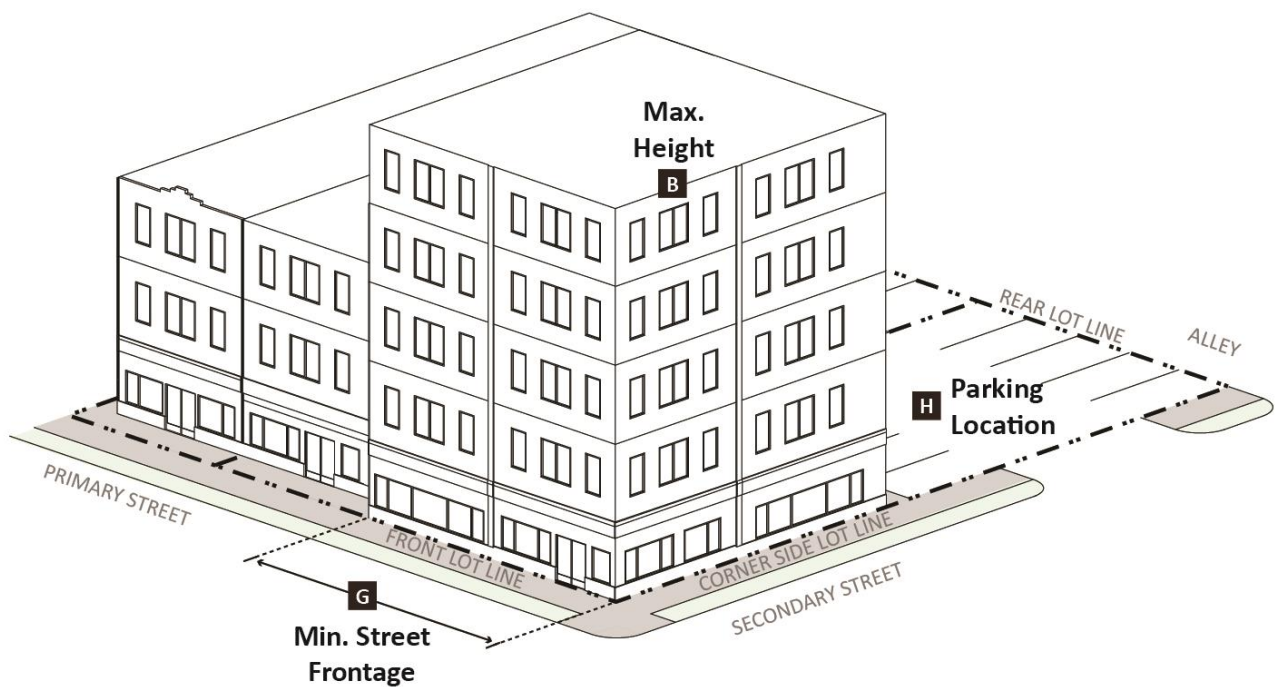 Max.
Height
B
REAR LOT LINE
ALLEY
H
Parking
Location
PRIMARY STREET
FRONT LOT LINE
CORNER SIDE LOT LINE
SECONDARY STREET
G
Min. Street
Frontage